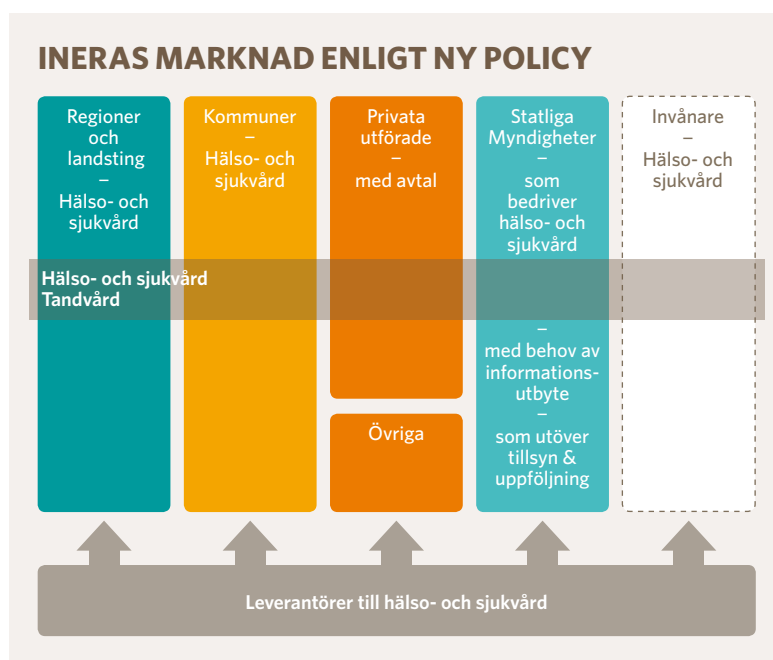 INERAS MARKNAD ENLIGT NY POLICY
Regioner
och
landsting
–
Hälso- och
sjukvård
Kommuner
–
Hälso- och
sjukvård
Privata
utförade
–
med avtal
Övriga
Statliga
Myndigheter
–
som
bedriver
hälso- och
sjukvård
–
med behov av
informations-
utbyte
–
som utöver
tillsyn &
uppföljning
Invånare
–
Hälso- och
sjukvård
Hälso- och sjukvård
Tandvård
Leverantörer till hälso- och sjukvård